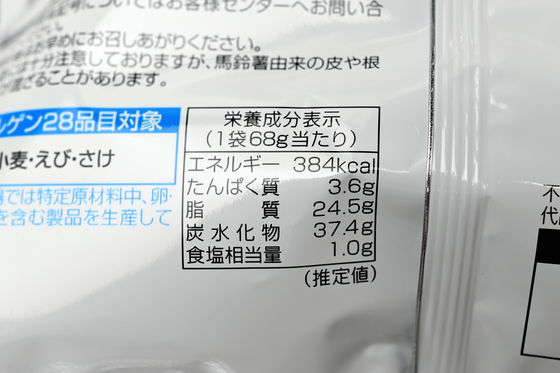 についてはお客様センターへお問い合
お早めにお召しあがりください。
十分注意しておりますが、馬鈴薯由来の皮や根
が混ざることがあります。
ルゲン28品目対象
小麦・えび・さけ
では特定原材料中、卵・
を含む製品を生産して
栄養成分表示
(1袋68g当たり)
エネルギー 384kcal
たんぱく質 3.6g
脂質 24.5g
炭水化物 37.4g
食塩相当量 1.0g
(推定値)
不
代